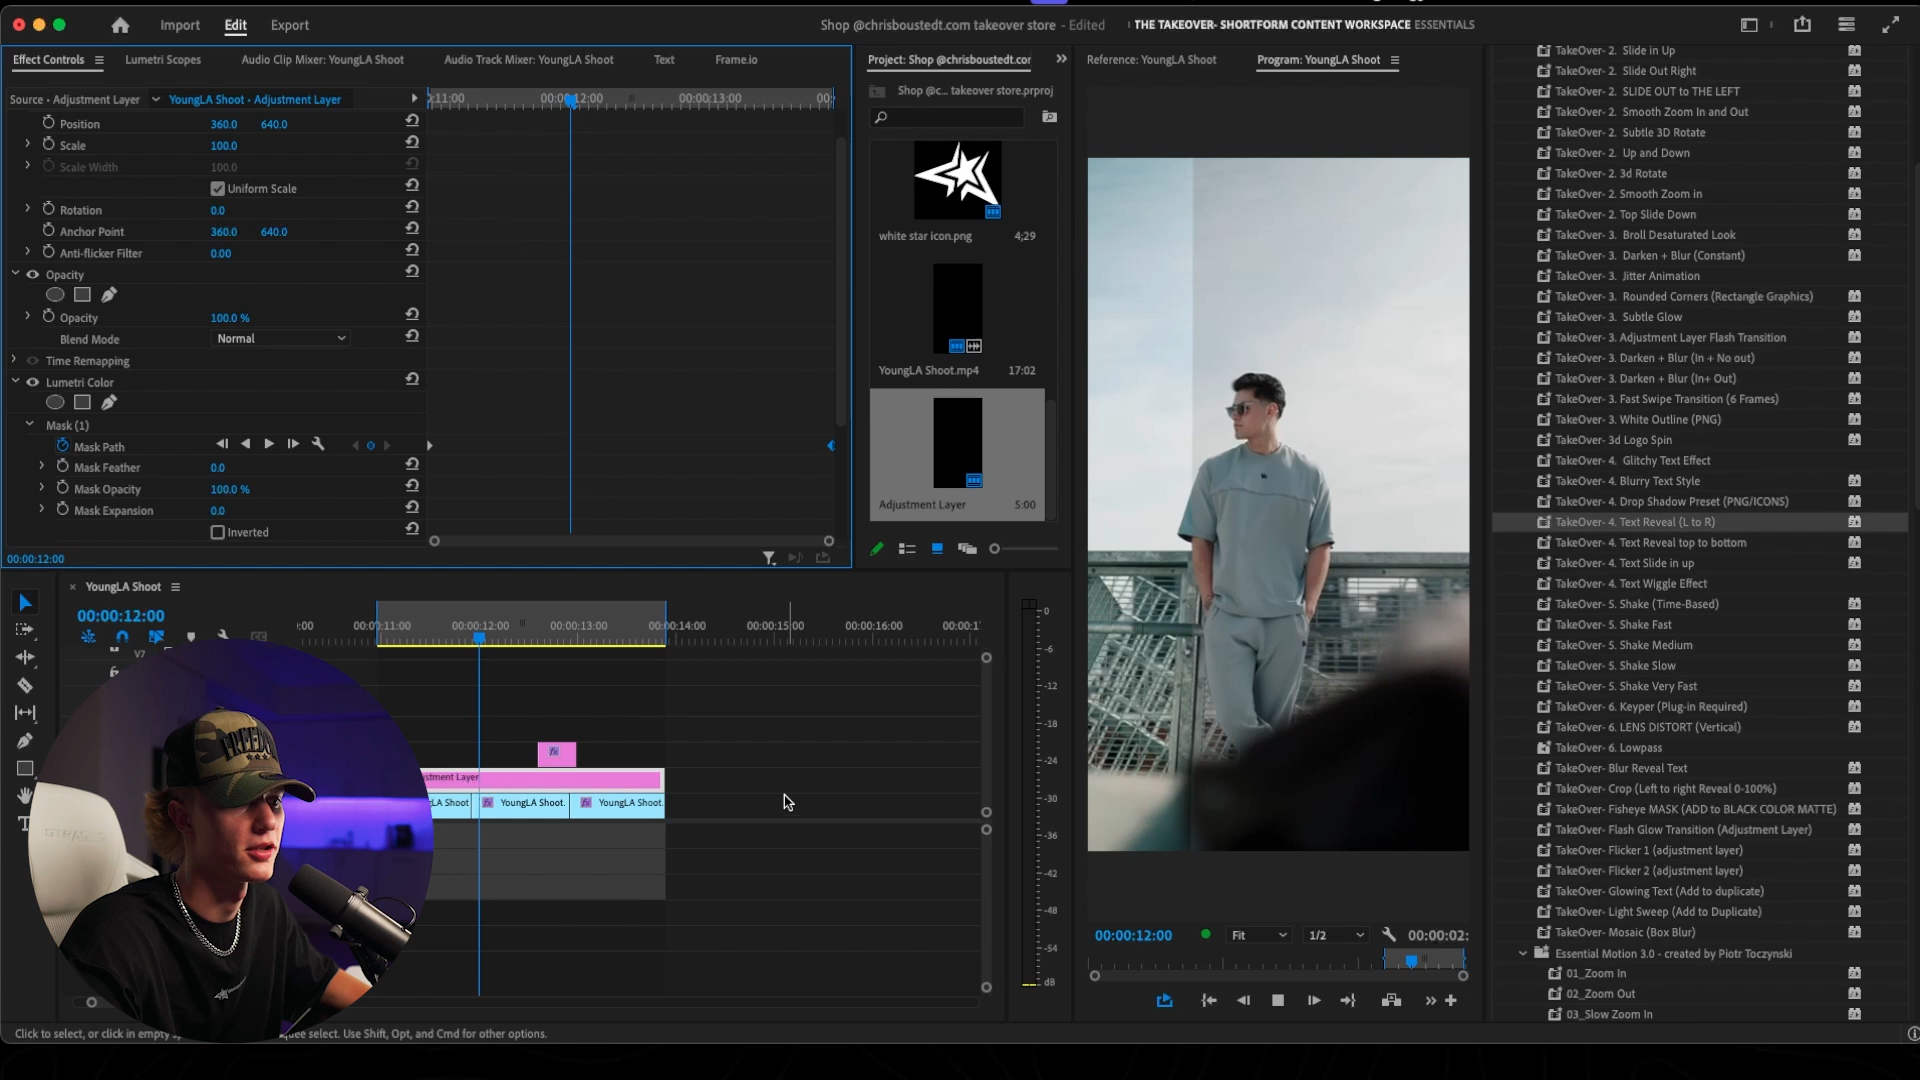 Import
Edit
Export
Shop @chrisboustedt.com takeover store - Edited
THE TAKEOVER- SHORTFORM CONTENT WORKSPACE
ESSENTIALS
Effect Controls
Lumetri Scopes
Audio Clip Mixer: YoungLA Shoot
Audio Track Mixer: YoungLA Shoot
Text
Frame.io
Source • Adjustment Layer
YoungLA Shoot • Adjustment Layer
00:00:12:00
00:00:13:00
Position
360.0
640.0
Scale
100.0
Scale Width
100.0
Uniform Scale
Rotation
0.0
Anchor Point
360.0
640.0
Anti-flicker Filter
0.00
Opacity
Opacity
100.0 %
Blend Mode
Normal
Time Remapping
Lumetri Color
Mask (1)
Mask Path
Mask Feather
0.0
Mask Opacity
100.0 %
Mask Expansion
0.0
Inverted
00:00:12:00
Project: Shop @chrisboustedt.cor
Shop @c... takeover store.prproj
white star icon.png
4;29
YoungLA Shoot.mp4
17:02
Adjustment Layer
5:00
Reference: YoungLA Shoot
Program: YoungLA Shoot
00:00:12:00
Fit
1/2
00:00:02:
TakeOver- 2. Slide in Up
TakeOver- 2. Slide Out Right
TakeOver- 2. SLIDE OUT to THE LEFT
TakeOver- 2. Smooth Zoom In and Out
TakeOver- 2. Subtle 3D Rotate
TakeOver- 2. Up and Down
TakeOver- 2. 3d Rotate
TakeOver- 2. Smooth Zoom in
TakeOver- 2. Top Slide Down
TakeOver- 3. Broll Desaturated Look
TakeOver- 3. Darken + Blur (Constant)
TakeOver- 3. Jitter Animation
TakeOver- 3. Rounded Corners (Rectangle Graphics)
TakeOver- 3. Subtle Glow
TakeOver- 3. Adjustment Layer Flash Transition
TakeOver- 3. Darken + Blur (In + No out)
TakeOver- 3. Darken + Blur (In+ Out)
TakeOver- 3. Fast Swipe Transition (6 Frames)
TakeOver- 3. White Outline (PNG)
TakeOver- 3d Logo Spin
TakeOver- 4. Glitchy Text Effect
TakeOver- 4. Blurry Text Style
TakeOver- 4. Drop Shadow Preset (PNG/ICONS)
TakeOver- 4. Text Reveal (L to R)
TakeOver- 4. Text Reveal top to bottom
TakeOver- 4. Text Slide in up
TakeOver- 4. Text Wiggle Effect
TakeOver- 5. Shake (Time-Based)
TakeOver- 5. Shake Fast
TakeOver- 5. Shake Medium
TakeOver- 5. Shake Slow
TakeOver- 5. Shake Very Fast
TakeOver- 6. Keyper (Plug-in Required)
TakeOver- 6. LENS DISTORT (Vertical)
TakeOver- 6. Lowpass
TakeOver- Blur Reveal Text
TakeOver- Crop (Left to right Reveal 0-100%)
TakeOver- Fisheye MASK (ADD to BLACK COLOR MATTE)
TakeOver- Flash Glow Transition (Adjustment Layer)
TakeOver- Flicker 1 (adjustment layer)
TakeOver- Flicker 2 (adjustment layer)
TakeOver- Glowing Text (Add to duplicate)
TakeOver- Light Sweep (Add to Duplicate)
TakeOver- Mosaic (Box Blur)
Essential Motion 3.0 - created by Piotr Toczynski
01_Zoom In
02_Zoom Out
03_Slow Zoom In
YoungLA Shoot
00:00:12:00
00:00:12:00
00:00:13:00
00:00:14:00
00:00:15:00
00:00:16:00
V7
fx
stment Layer
LA Shoot
fx YoungLA Shoot.
fx YoungLA Shoot.
0
-6
-12
-18
-24
-30
-36
-42
-48
-54
dB
FREEDO
GTRACING
Click to select, or click in empty
quee select. Use Shift, Opt, and Cmd for other options.